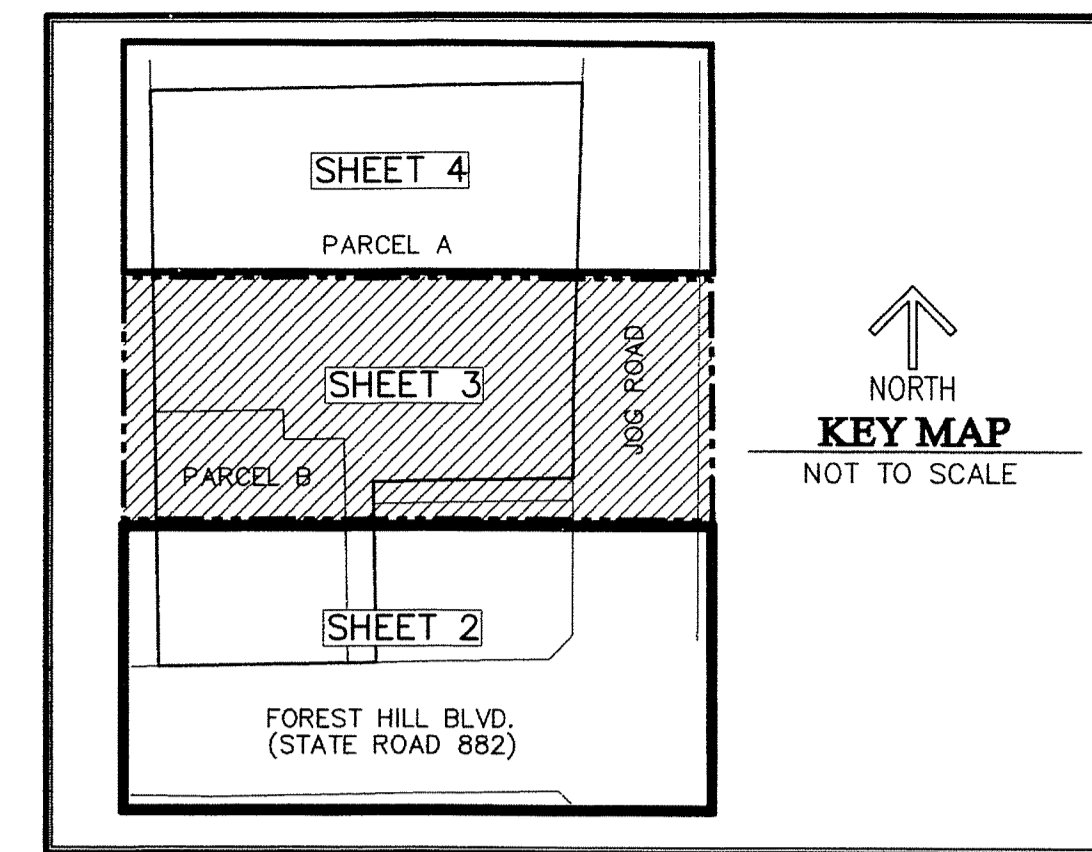 SHEET 4
PARCEL A
SHEET 3
JOG ROAD
PARCEL B
SHEET 2
FOREST HILL BLVD.
(STATE ROAD 882)
NORTH
KEY MAP
NOT TO SCALE